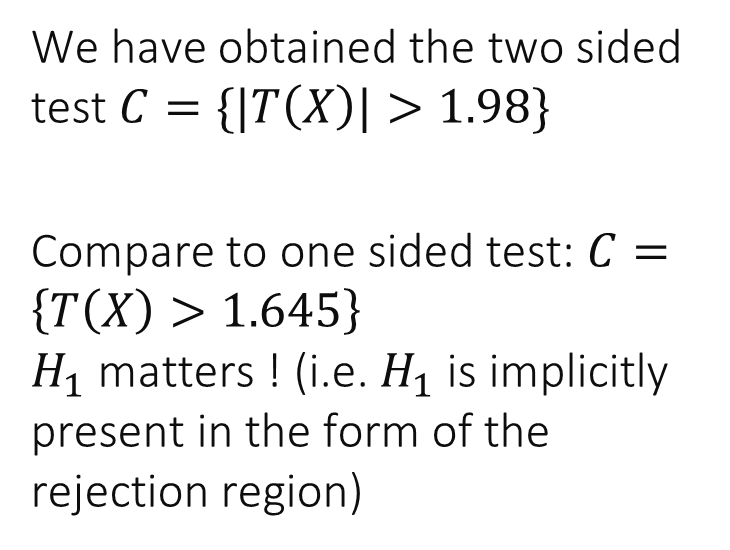 We have obtained the two sided
test C = {|T(X)| > 1.98}
Compare to one sided test: C =
{T(X) > 1.645}
H₁ matters ! (i.e. H₁ is implicitly
present in the form of the
rejection region)